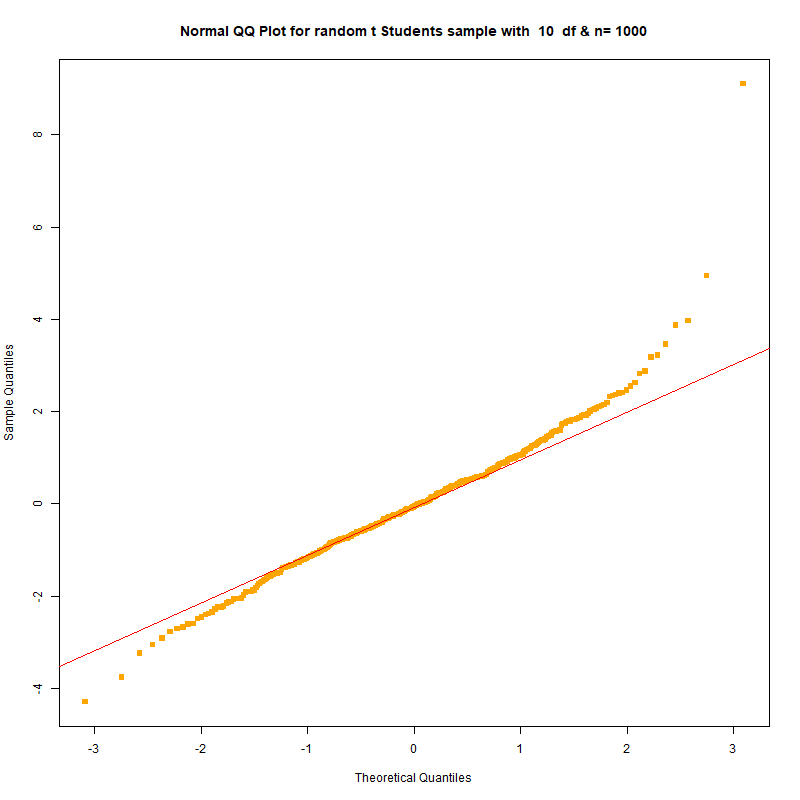 Normal QQ Plot for random t Students sample with  10  df & n= 1000
8
6
4
2
0
-2
-4
Sample Quantiles
-3 -2 -1 0 1 2 3
Theoretical Quantiles